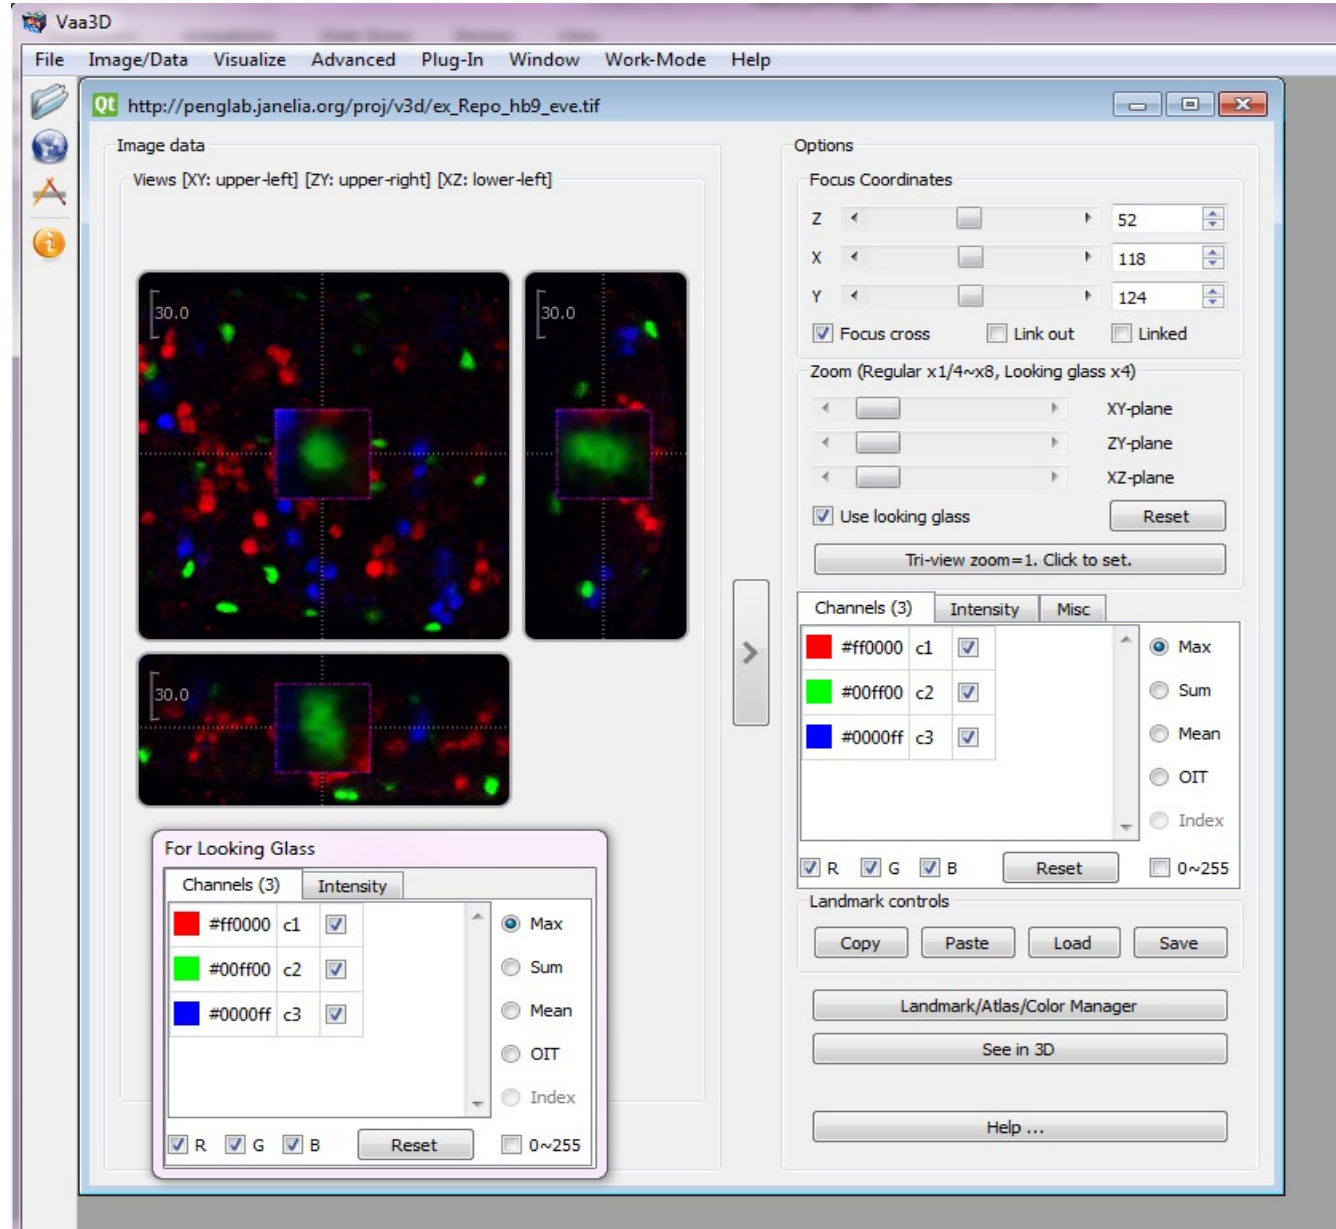 Vaa3D
File Image/Data Visualize Advanced Plug-In Window Work-Mode Help
Qt http://penglab.janelia.org/proj/v3d/ex_Repo_hb9_eve.tif
Image data
Views [XY: upper-left] [ZY: upper-right] [XZ: lower-left]
30.0
30.0
30.0
For Looking Glass
Channels (3) Intensity
#ff0000 c1
#00ff00 c2
#0000ff c3
Max
Sum
Mean
OIT
Index
R G B Reset 0~255
>
Options
Focus Coordinates
Z 52
X 118
Y 124
Focus cross Link out Linked
Zoom (Regular x1/4~x8, Looking glass x4)
XY-plane
ZY-plane
XZ-plane
Use looking glass Reset
Tri-view zoom=1. Click to set.
Channels (3) Intensity Misc
#ff0000 c1
#00ff00 c2
#0000ff c3
Max
Sum
Mean
OIT
Index
R G B Reset 0~255
Landmark controls
Copy Paste Load Save
Landmark/Atlas/Color Manager
See in 3D
Help ...